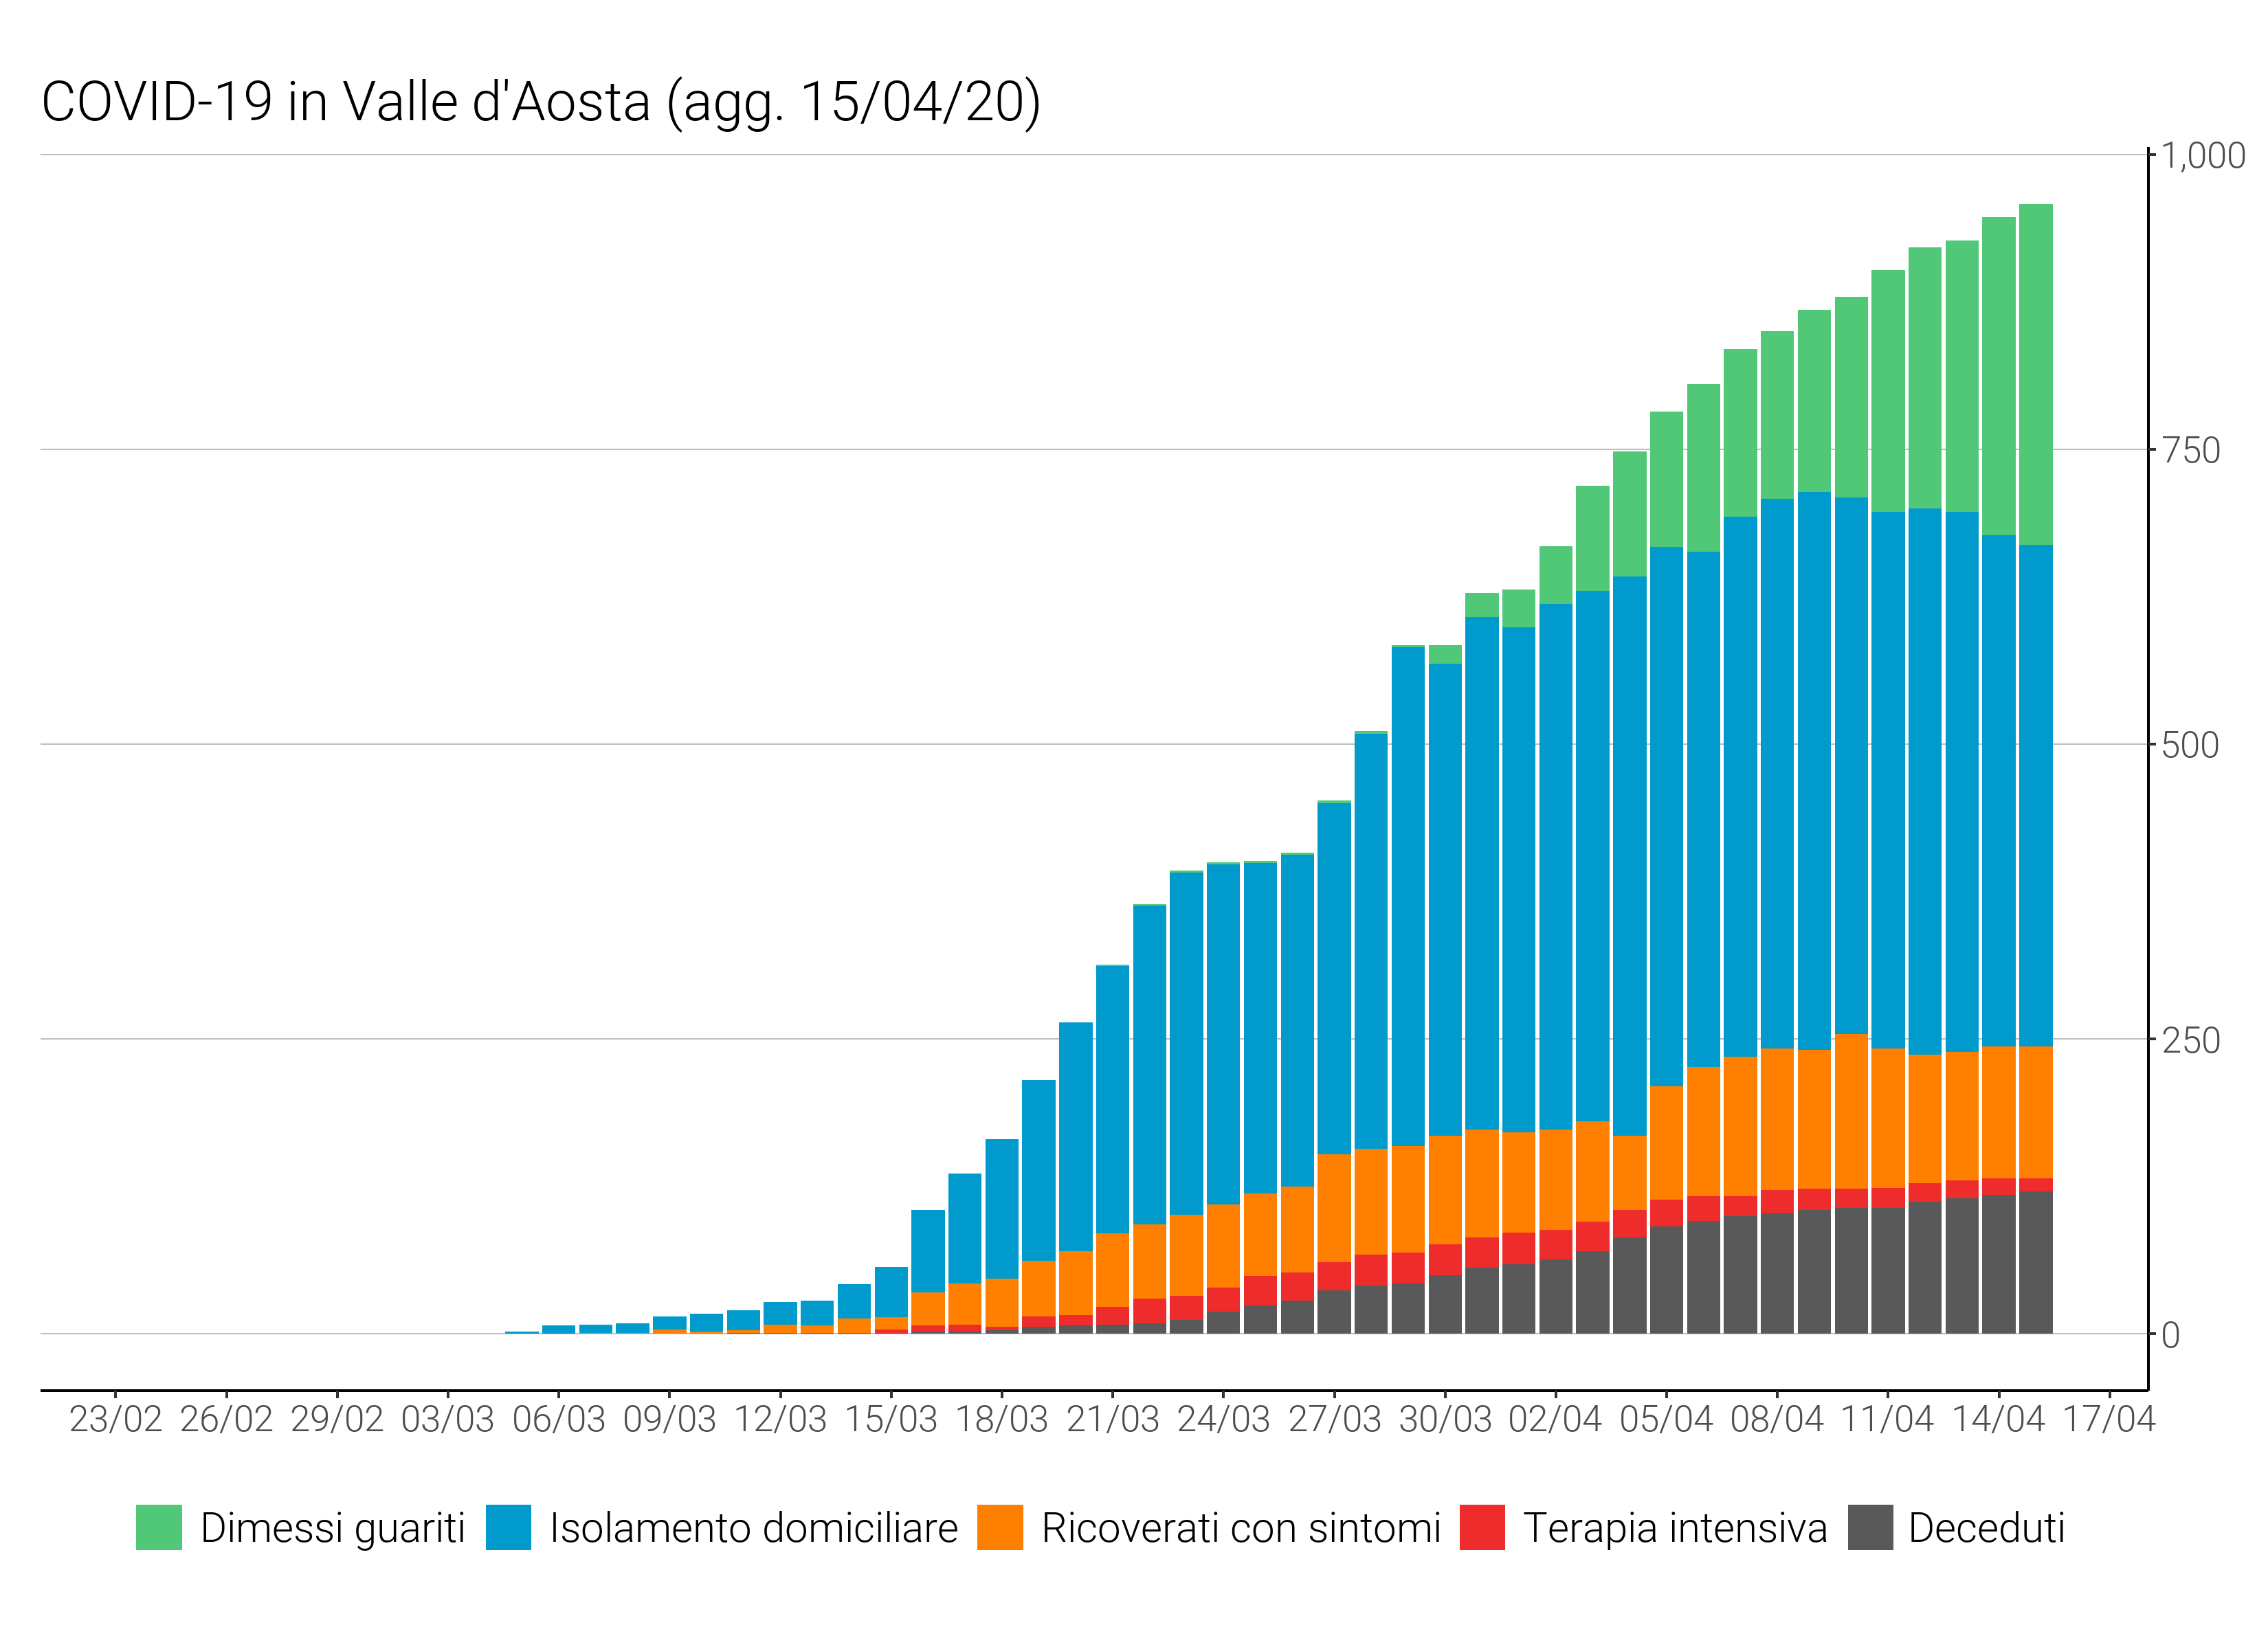 COVID-19 in Valle d'Aosta (agg. 15/04/20)
1,000
750
500
250
0
23/02 26/02 29/02 03/03 06/03 09/03 12/03 15/03 18/03 21/03 24/03 27/03 30/03 02/04 05/04 08/04 11/04 14/04 17/04
Dimessi guariti Isolamento domiciliare Ricoverati con sintomi Terapia intensiva Deceduti